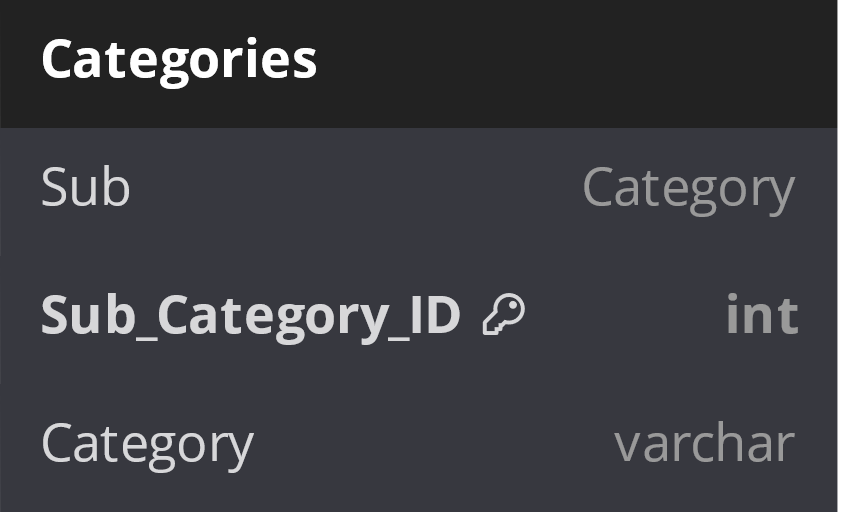 Categories
Sub Category
Sub_Category_ID int
Category varchar